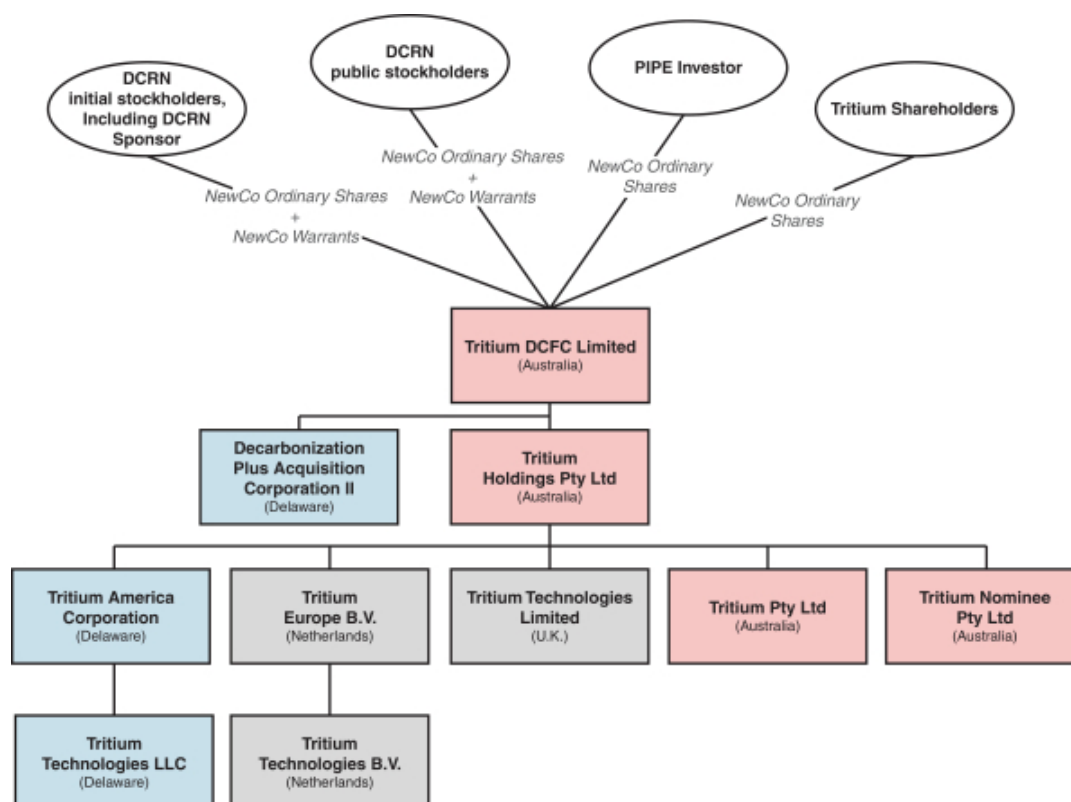 DCRN
initial stockholders,
Including DCRN
Sponsor
DCRN
public stockholders
PIPE Investor
Tritium Shareholders
NewCo Ordinary Shares
+
NewCo Warrants
NewCo Ordinary Shares
+
NewCo Warrants
NewCo Ordinary
Shares
NewCo Ordinary
Shares
Tritium DCFC Limited
(Australia)
Decarbonization
Plus Acquisition
Corporation II
(Delaware)
Tritium
Holdings Pty Ltd
(Australia)
Tritium America
Corporation
(Delaware)
Tritium
Europe B.V.
(Netherlands)
Tritium Technologies
Limited
(U.K.)
Tritium Pty Ltd
(Australia)
Tritium Nominee
Pty Ltd
(Australia)
Tritium
Technologies LLC
(Delaware)
Tritium
Technologies B.V.
(Netherlands)